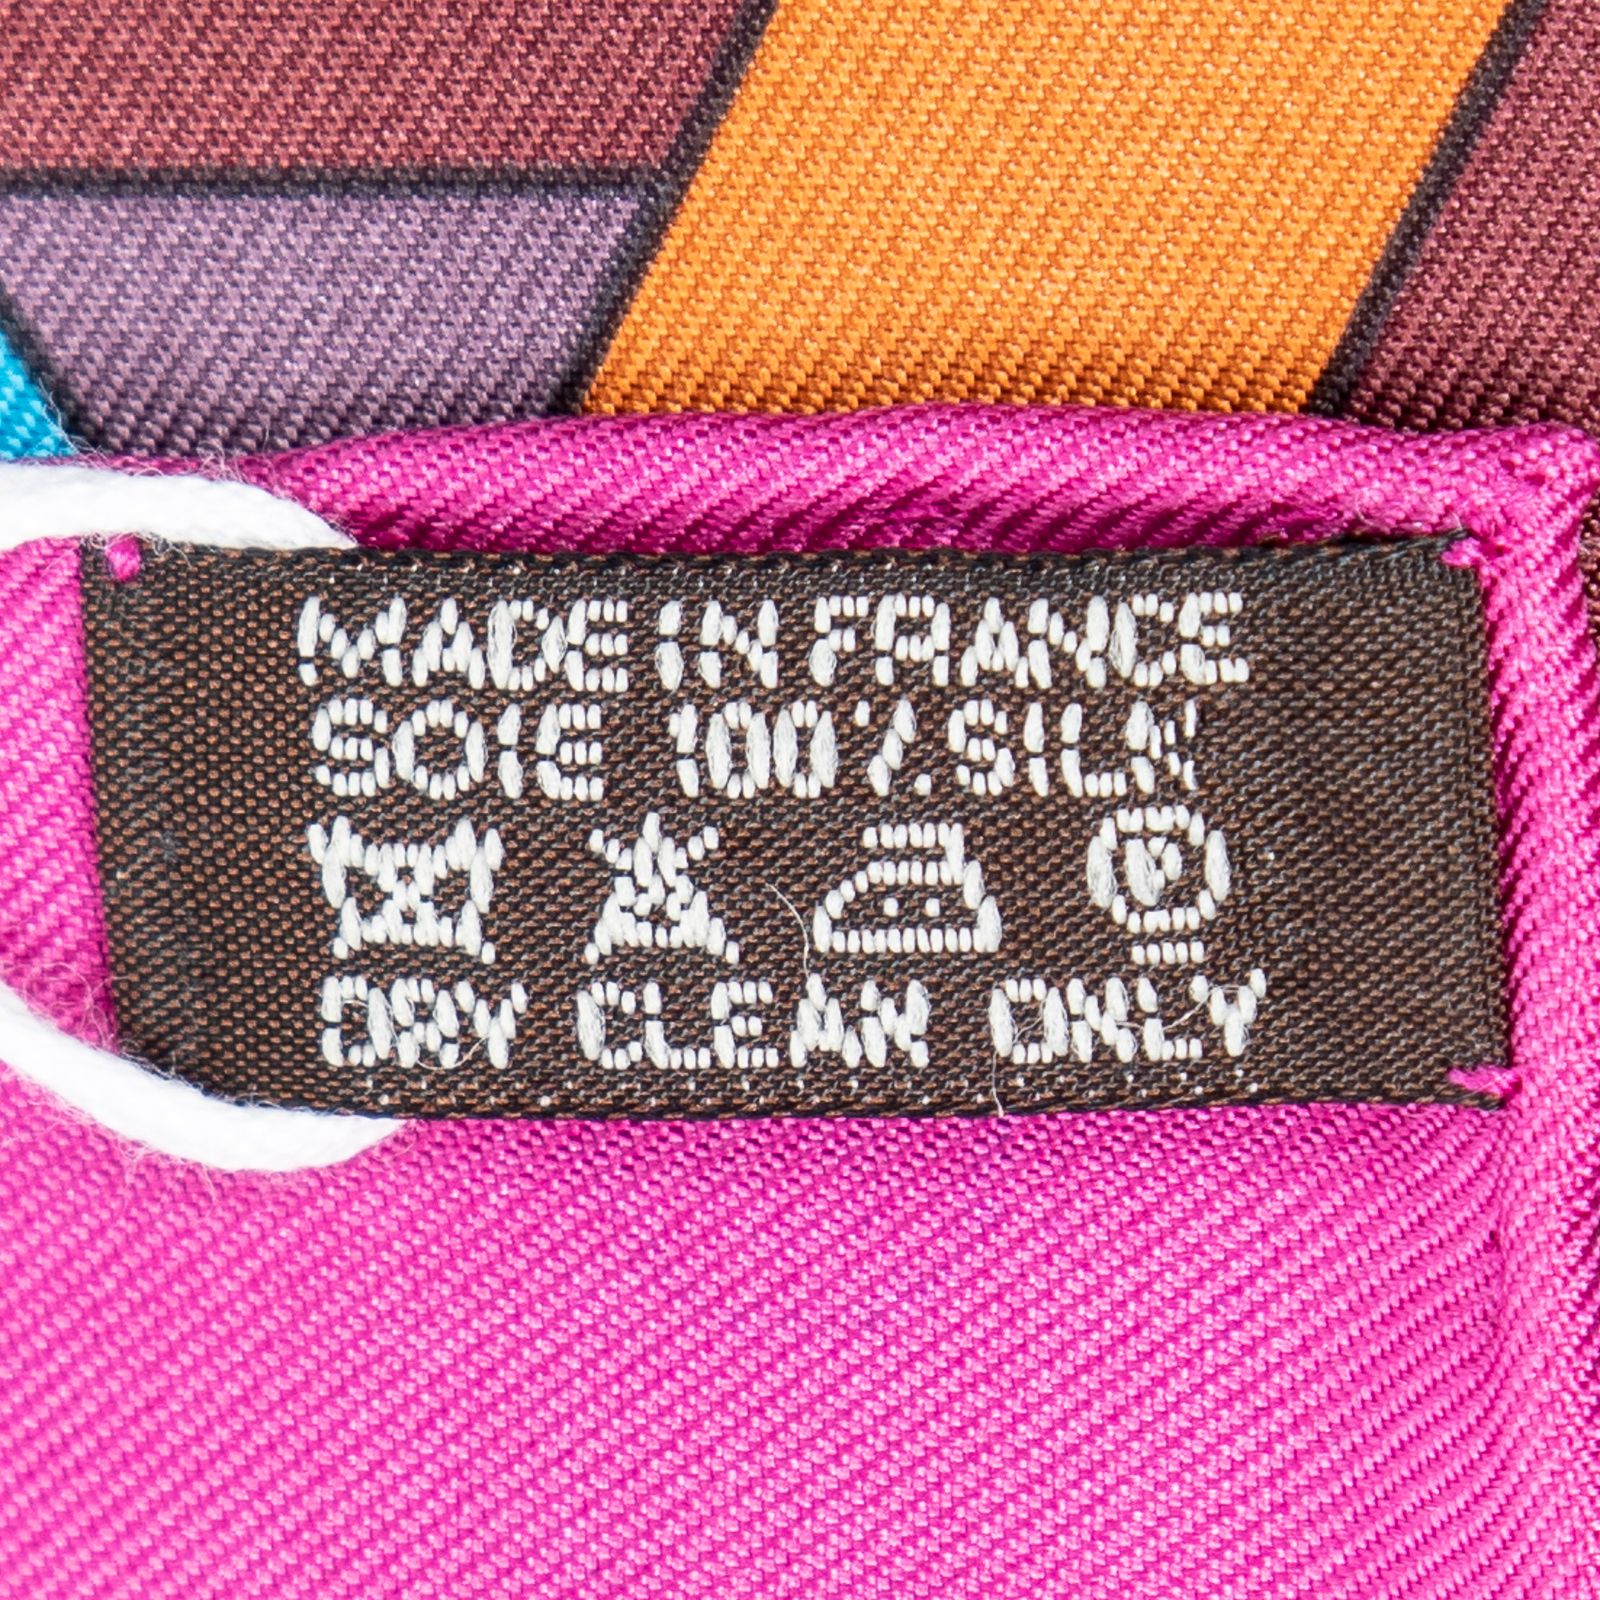 MADE IN FRANCE
SOIE 100% SILK
P
DRY CLEAN ONLY